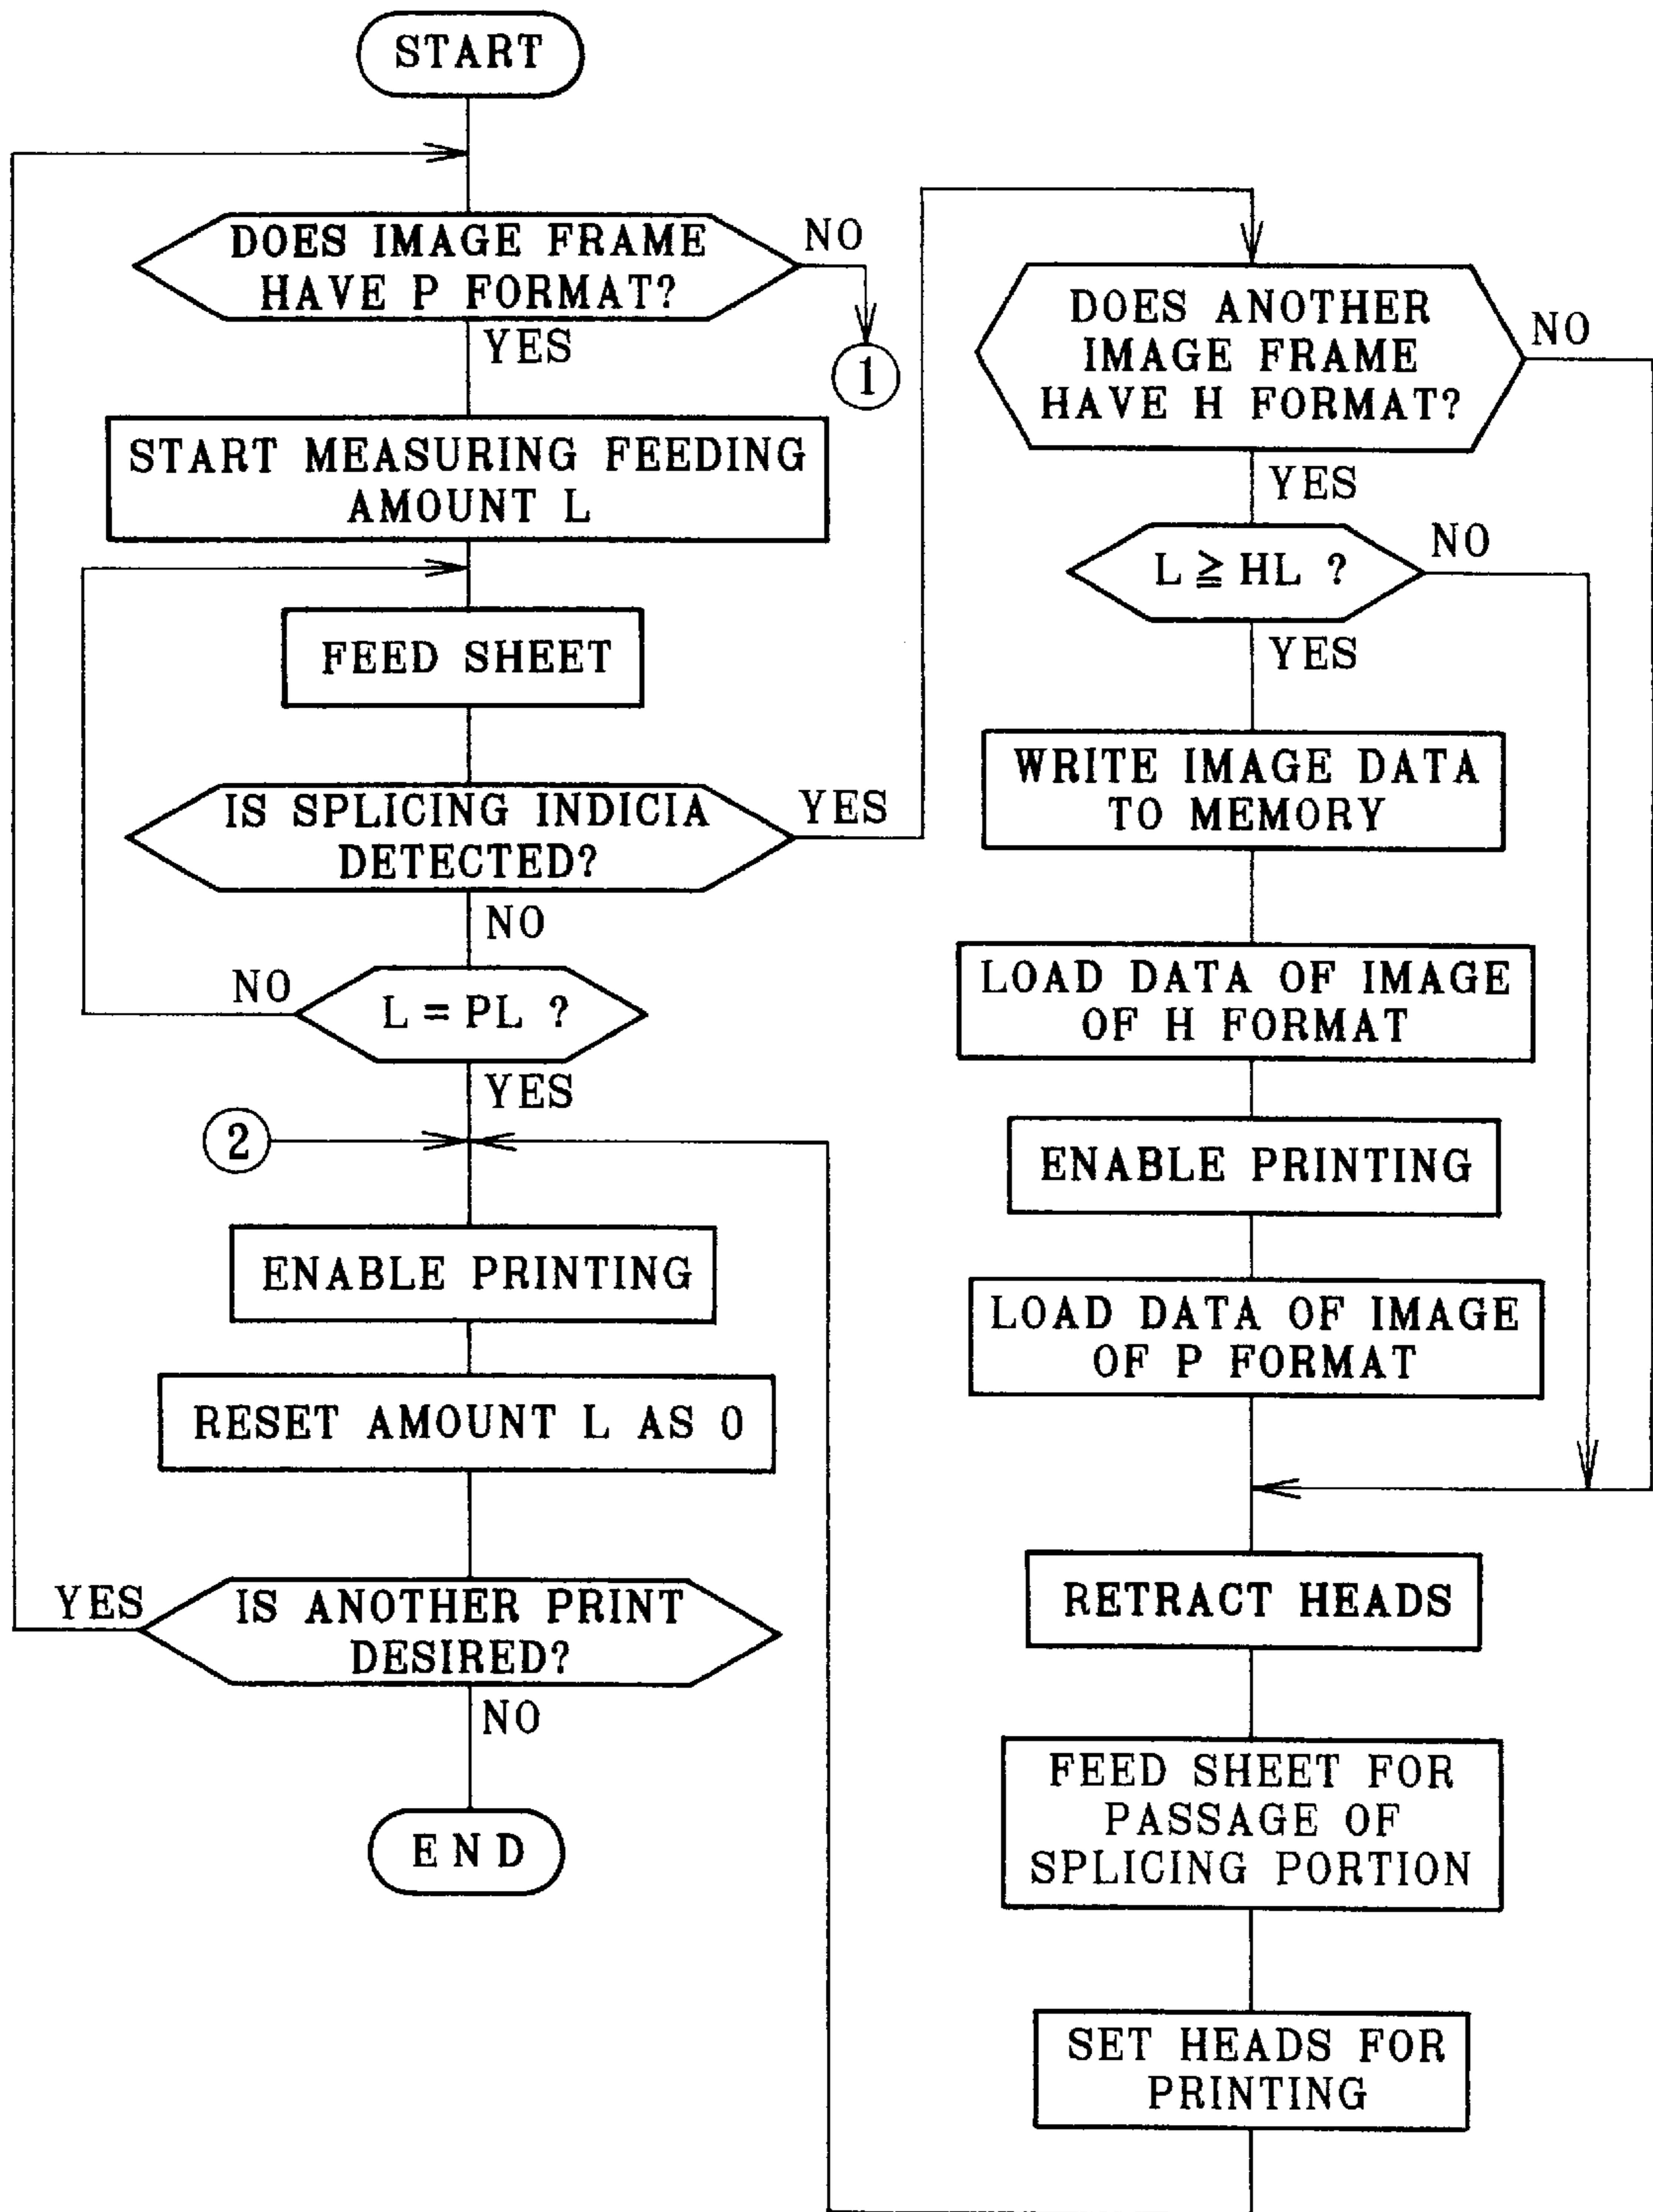 START
DOES IMAGE FRAME
HAVE P FORMAT?
NO
1
YES
START MEASURING FEEDING
AMOUNT L
FEED SHEET
IS SPLICING INDICIA
DETECTED?
YES
NO
L = PL ?
NO
YES
2
ENABLE PRINTING
RESET AMOUNT L AS 0
IS ANOTHER PRINT
DESIRED?
YES
NO
END
DOES ANOTHER
IMAGE FRAME
HAVE H FORMAT?
NO
YES
L ≧ HL ?
NO
YES
WRITE IMAGE DATA
TO MEMORY
LOAD DATA OF IMAGE
OF H FORMAT
ENABLE PRINTING
LOAD DATA OF IMAGE
OF P FORMAT
RETRACT HEADS
FEED SHEET FOR
PASSAGE OF
SPLICING PORTION
SET HEADS FOR
PRINTING